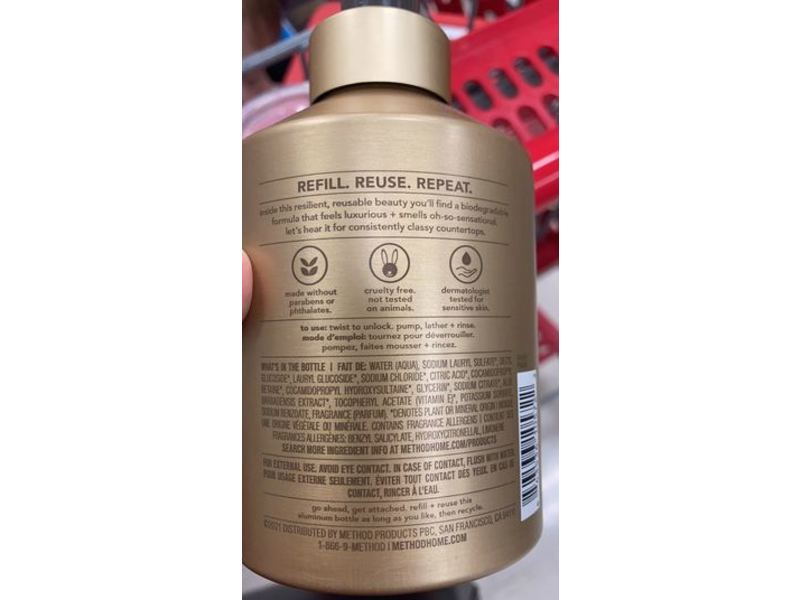 REFILL. REUSE. REPEAT.
inside this resilient, reusable beauty you'll find a biodegradable
formula that feels luxurious + smells oh-so-sensational.
let's hear it for consistently classy countertops.
made without
parabens or
phthalates.
cruelty free.
not tested
on animals.
dermatologist
tested for
sensitive skin.
to use: twist to unlock. pump, lather + rinse.
mode d'emploi: tournez pour déverrouiller.
pompez, faites mousser + rincez.
WHAT'S IN THE BOTTLE | FAIT DE: WATER (AQUA), SODIUM LAURYL SULFATE*, DECYL
GLUCOSIDE*, LAURYL GLUCOSIDE*, SODIUM CHLORIDE*, CITRIC ACID*, COCAMIDOPROPYL
BETAINE*, COCAMIDOPROPYL HYDROXYSULTAINE*, GLYCERIN*, SODIUM CITRATE*, ALOE
BARBADENSIS EXTRACT*, TOCOPHERYL ACETATE (VITAMIN E)*, POTASSIUM SORBATE,
SODIUM BENZOATE, FRAGRANCE (PARFUM). *DENOTES PLANT OR MINERAL ORIGIN | INDIQUE
UNE ORIGINE VÉGÉTALE OU MINÉRALE. CONTAINS FRAGRANCE ALLERGENS | CONTIENT DES
FRAGRANCES ALLERGÈNES: BENZYL SALICYLATE, HYDROXYCITRONELLAL, LIMONENE
SEARCH MORE INGREDIENT INFO AT METHODHOME.COM/PRODUCTS
FOR EXTERNAL USE. AVOID EYE CONTACT. IN CASE OF CONTACT, FLUSH WITH WATER.
POUR USAGE EXTERNE SEULEMENT. ÉVITER TOUT CONTACT DES YEUX. EN CAS DE
CONTACT, RINCER À L'EAU.
go ahead, get attached. refill + reuse this
aluminum bottle as long as you like, then recycle.
©2021 DISTRIBUTED BY METHOD PRODUCTS PBC, SAN FRANCISCO, CA 94111
1-866-9-METHOD | METHODHOME.COM